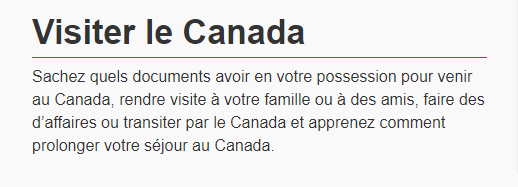 Visiter le Canada
Sachez quels documents avoir en votre possession pour venir
au Canada, rendre visite à votre famille ou à des amis, faire des
d’affaires ou transiter par le Canada et apprenez comment
prolonger votre séjour au Canada.